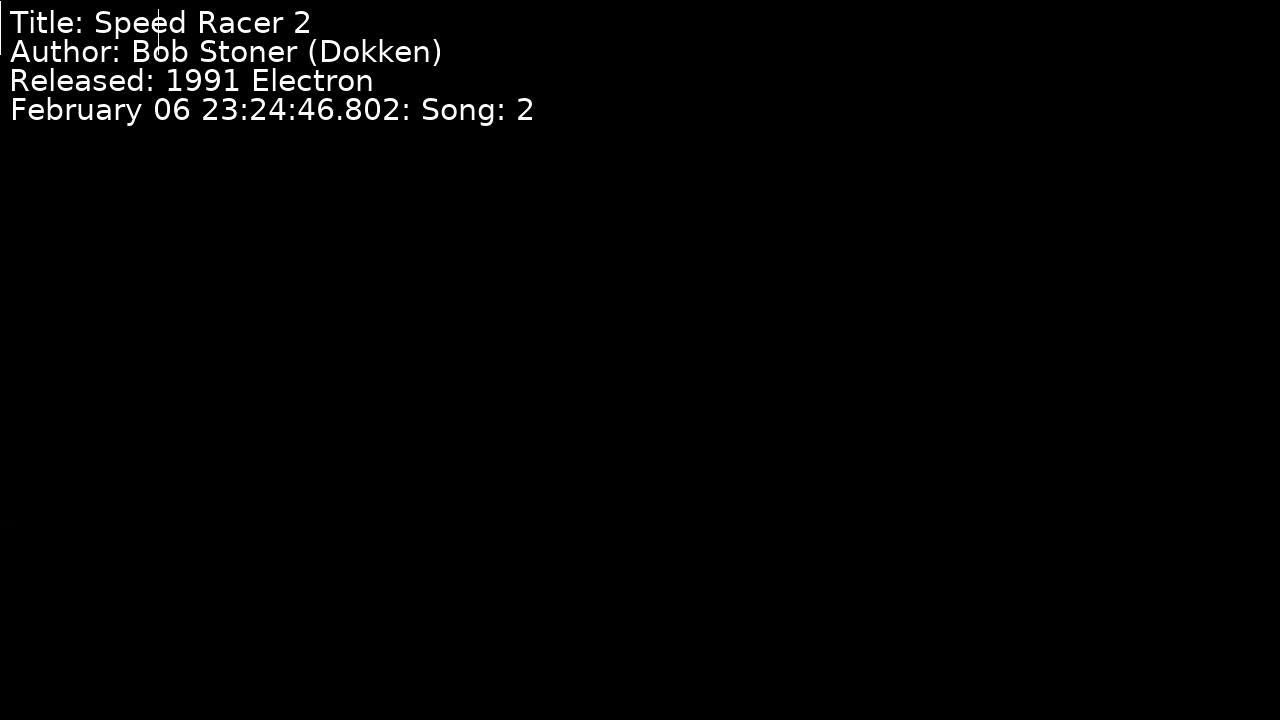 Title: Speed Racer 2
Author: Bob Stoner (Dokken)
Released: 1991 Electron
February 06 23:24:46.802: Song: 2